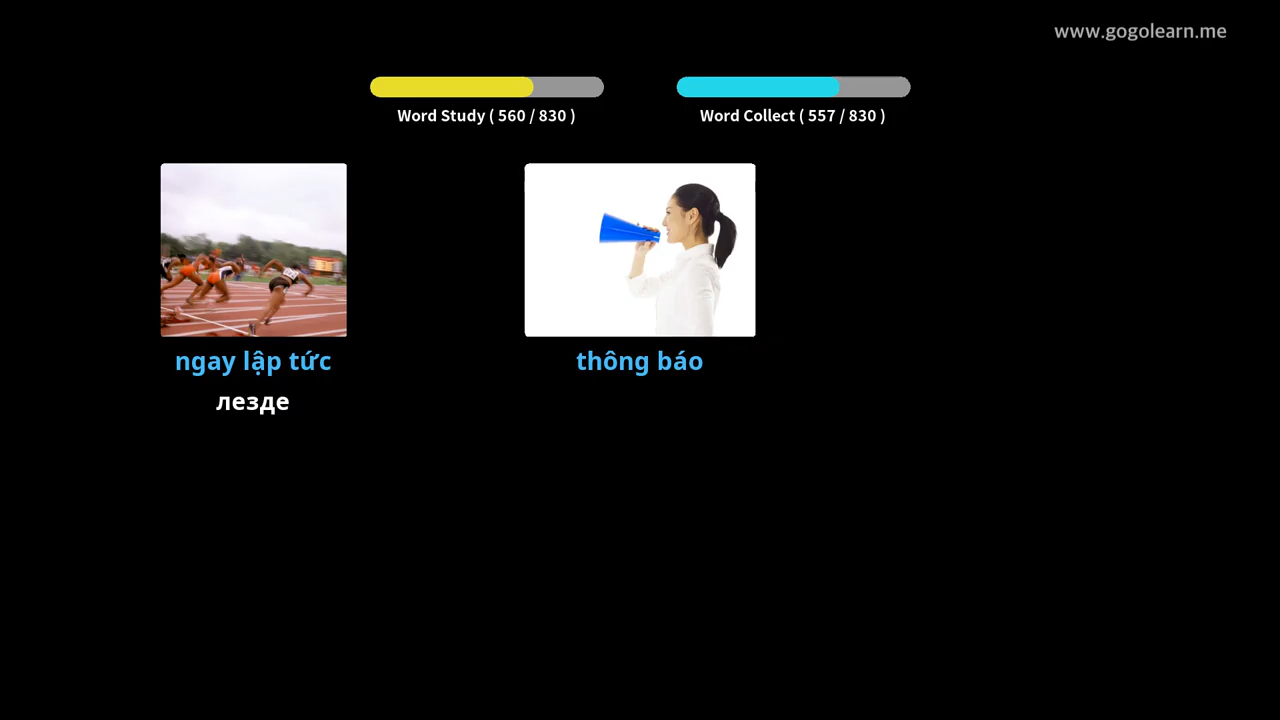 www.gogolearn.me
Word Study ( 560 / 830 )
Word Collect ( 557 / 830 )
ngay lập tức
thông báo
лезде